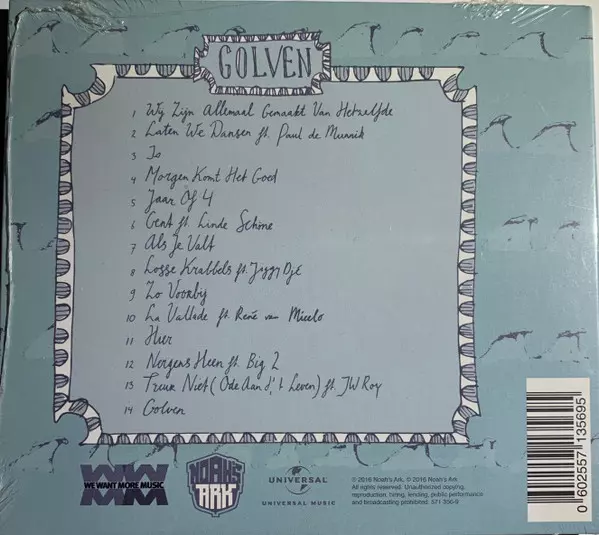 GOLVEN
1 Wij Zijn Allemaal Gemaakt Van Hetzelfde
2 Laten We Dansen ft. Paul de Munnik
3 Jo
4 Morgen Komt Het Goed
5 Jaar Of 4
6 Gent ft. Linde Schöne
7 Als Je Valt
8 Losse Krabbels ft. Jiggy Djé
9 Zo Voorbij
10 La Vallade ft. René van Mierlo
11 Hier
12 Nergens Heen ft. Big 2
13 Treur Niet (Ode Aan d'r 't Leven) ft. JW Roy
14 Golven
WE WANT MORE MUSIC
NOAH'S ARK
UNIVERSAL
UNIVERSAL MUSIC
℗ 2016 Noah's Ark. © 2016 Noah's Ark
All rights reserved. Unauthorized copying,
reproduction, hiring, lending, public performance
and broadcasting prohibited. 571 356-9
0 602557 135695